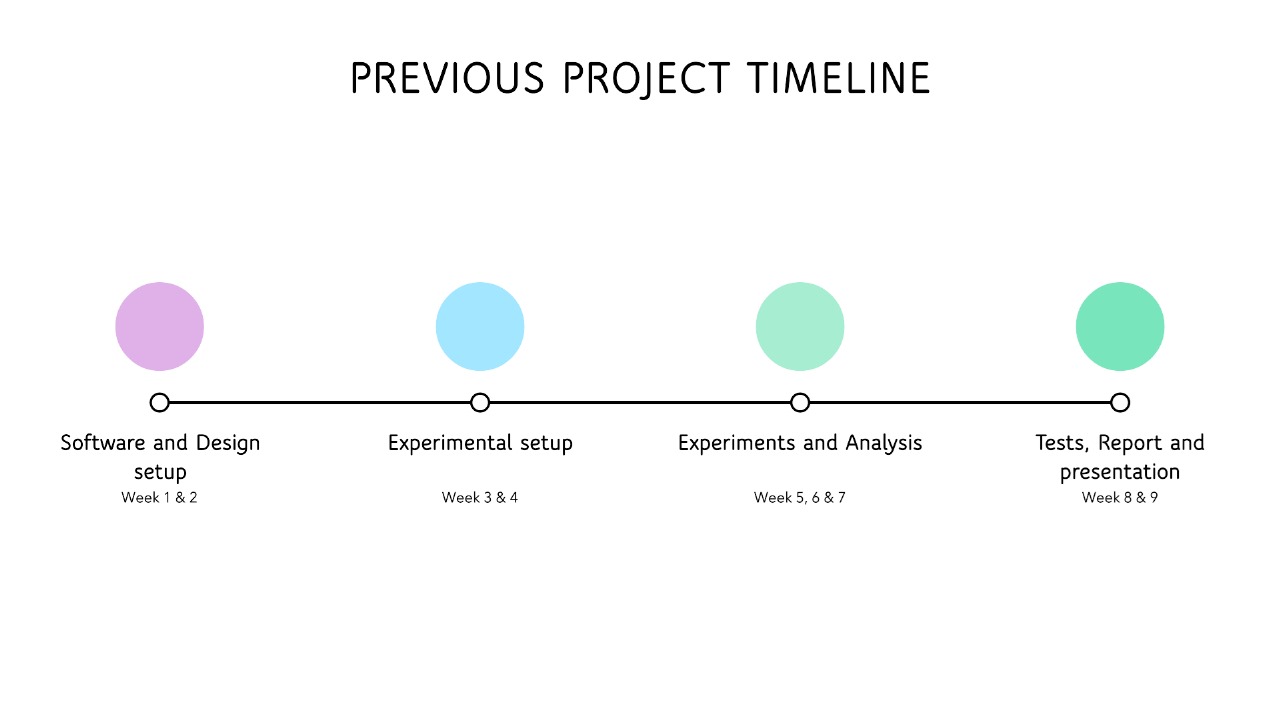 PREVIOUS PROJECT TIMELINE
Software and Design
setup
Week 1 & 2
Experimental setup
Week 3 & 4
Experiments and Analysis
Week 5, 6 & 7
Tests, Report and
presentation
Week 8 & 9